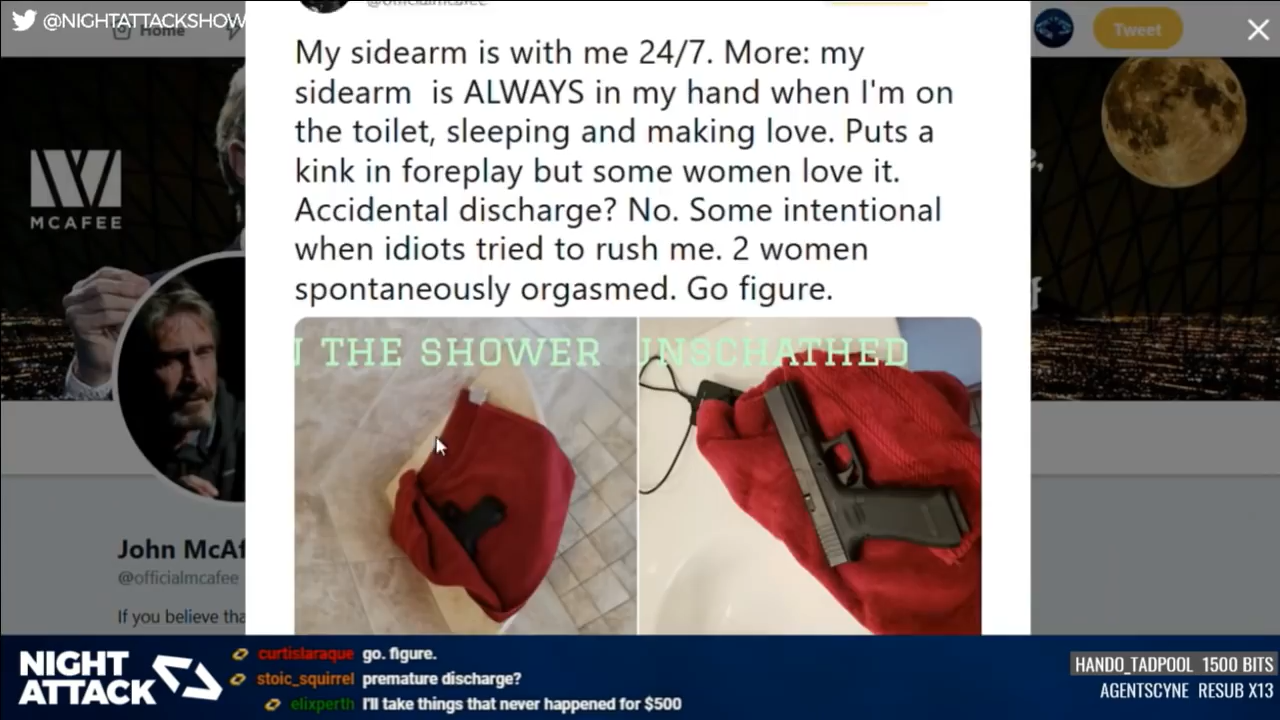 @NIGHTATTACKSHOW
Home
@officialmcafee
Tweet
My sidearm is with me 24/7. More: my
sidearm is ALWAYS in my hand when I'm on
the toilet, sleeping and making love. Puts a
kink in foreplay but some women love it.
Accidental discharge? No. Some intentional
when idiots tried to rush me. 2 women
spontaneously orgasmed. Go figure.
MCAFEE
THE SHOWER
UNSCHATHED
John McAf
@officialmcafee
If you believe tha
NIGHT
ATTACK
curtislaraque go. figure.
stoic_squirrel premature discharge?
elixperth I'll take things that never happened for $500
HANDO_TADPOOL 1500 BITS
AGENTSCYNE RESUB X13